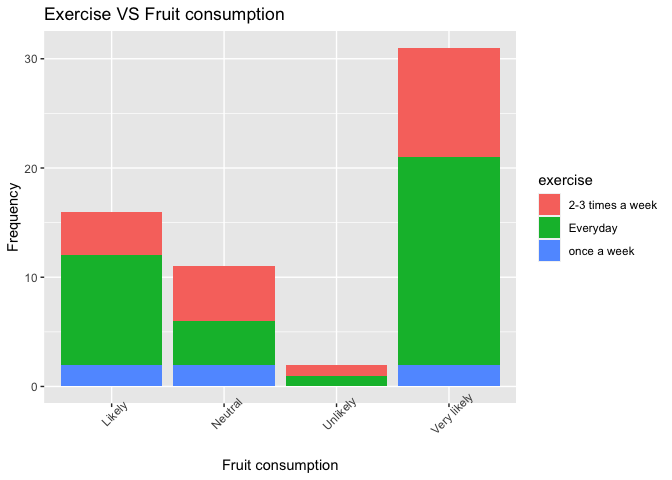 Exercise VS Fruit consumption
Frequency
30
20
10
0
Likely
Neutral
Unlikely
Very likely
Fruit consumption
exercise
2-3 times a week
Everyday
once a week